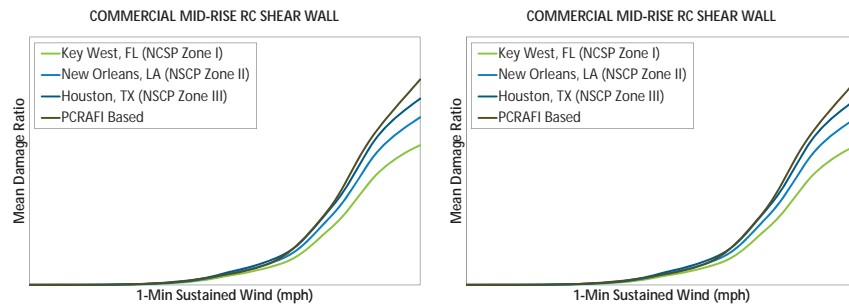 COMMERCIAL MID-RISE RC SHEAR WALL
Key West, FL (NCSP Zone I)
New Orleans, LA (NSCP Zone II)
Houston, TX (NSCP Zone III)
PCRAFI Based
Mean Damage Ratio
1-Min Sustained Wind (mph)
COMMERCIAL MID-RISE RC SHEAR WALL
Key West, FL (NCSP Zone I)
New Orleans, LA (NSCP Zone II)
Houston, TX (NSCP Zone III)
PCRAFI Based
Mean Damage Ratio
1-Min Sustained Wind (mph)